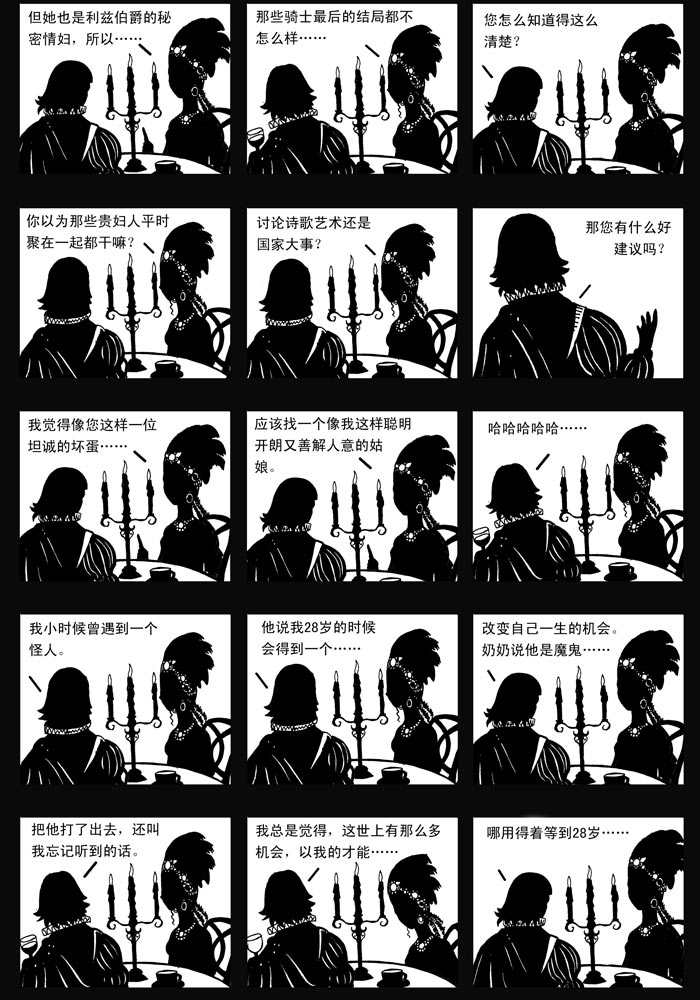 但她也是利兹伯爵的秘
密情妇，所以……
那些骑士最后的结局都不
怎么样……
您怎么知道得这么
清楚？
你以为那些贵妇人平时
聚在一起都干嘛？
讨论诗歌艺术还是
国家大事？
那您有什么好
建议吗？
我觉得像您这样一位
坦诚的坏蛋……
应该找一个像我这样聪明
开朗又善解人意的姑
娘。
哈哈哈哈哈……
我小时候曾遇到一个
怪人。
他说我28岁的时候
会得到一个……
改变自己一生的机会。
奶奶说他是魔鬼……
把他打了出去，还叫
我忘记听到的话。
我总是觉得，这世上有那么多
机会，以我的才能……
哪用得着等到28岁……